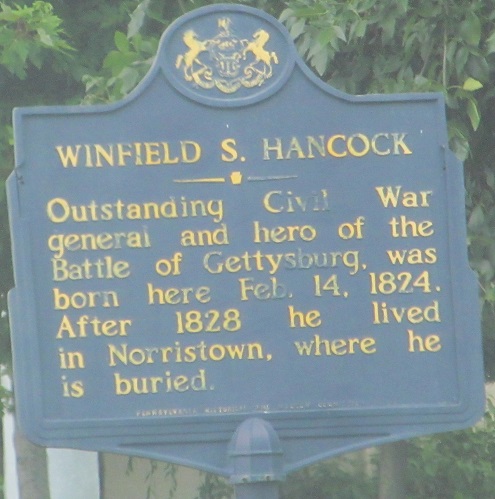 WINFIELD S. HANCOCK
Outstanding Civil War
general and hero of the
Battle of Gettysburg, was
born here Feb. 14, 1824.
After 1828 he lived
in Norristown, where he
is buried.